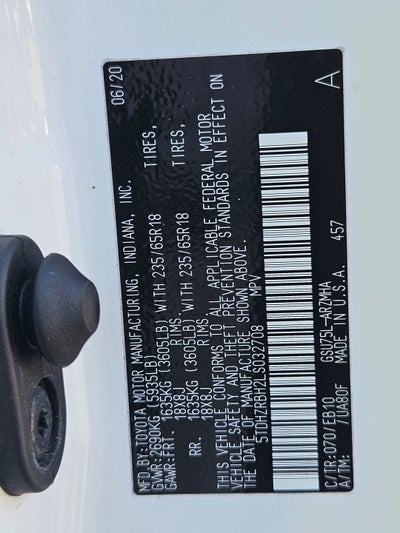 MFD. BY:TOYOTA MOTOR MANUFACTURING, INDIANA, INC. 06/20
GVWR:2690KG (5935LB)
GAWR:FRT. 1635KG (3605LB) WITH 235/65R18 TIRES,
18X8J RIMS
RR. 1635KG (3605LB) WITH 235/65R18 TIRES,
18X8J RIMS
THIS VEHICLE CONFORMS TO ALL APPLICABLE FEDERAL MOTOR
VEHICLE SAFETY AND THEFT PREVENTION STANDARDS IN EFFECT ON
THE DATE OF MANUFACTURE SHOWN ABOVE.
5TDHZRBH2LS032708 MPV
C/TR:070/EB10 GSU75L-ARZMHA A
A/TM: /UA80F MADE IN U.S.A. 457